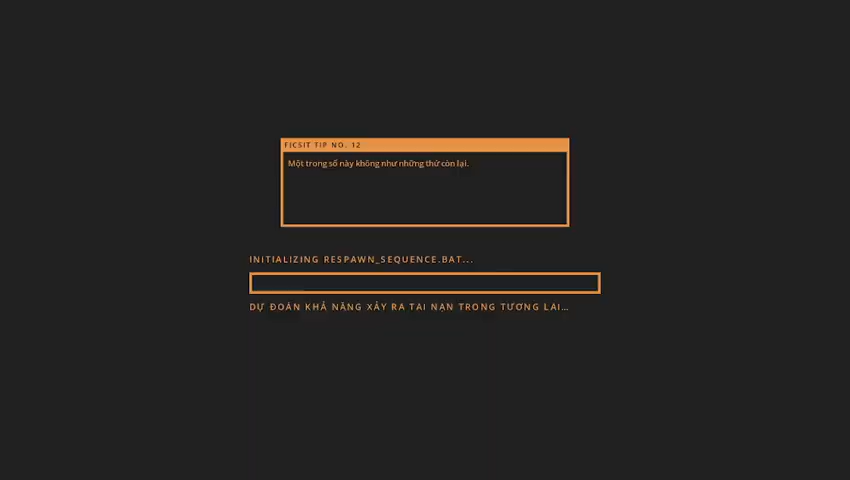 FICSIT TIP NO. 12
Một trong số này không như những thứ còn lại.
INITIALIZING RESPAWN_SEQUENCE.BAT...
DỰ ĐOÁN KHẢ NĂNG XẢY RA TAI NẠN TRONG TƯƠNG LAI...